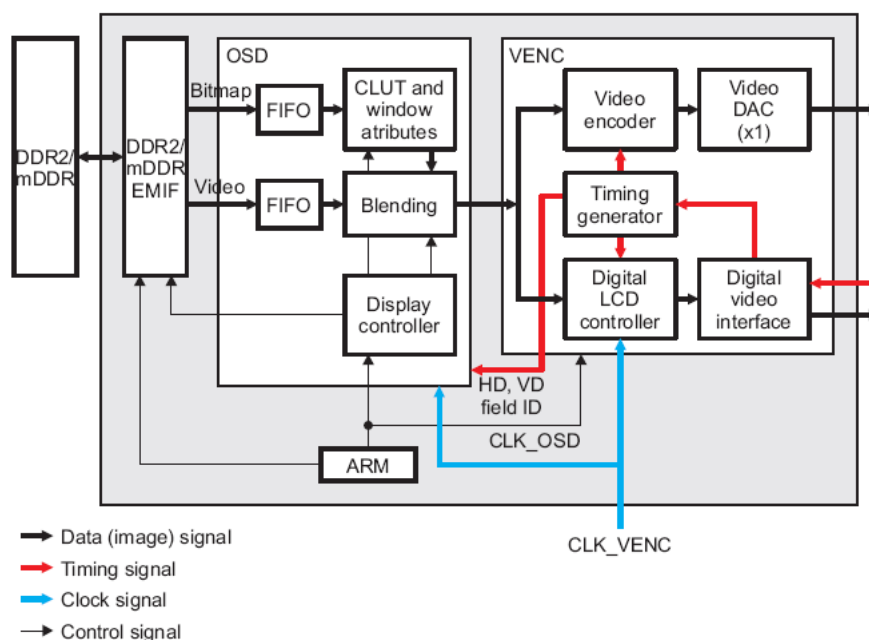 OSD
VENC
DDR2/
mDDR
DDR2/
mDDR
EMIF
Bitmap
FIFO
CLUT and
window
atributes
Video
FIFO
Blending
Display
controller
Video
encoder
Video
DAC
(x1)
Timing
generator
Digital
LCD
controller
Digital
video
interface
HD, VD
field ID
CLK_OSD
ARM
CLK_VENC
Data (image) signal
Timing signal
Clock signal
Control signal